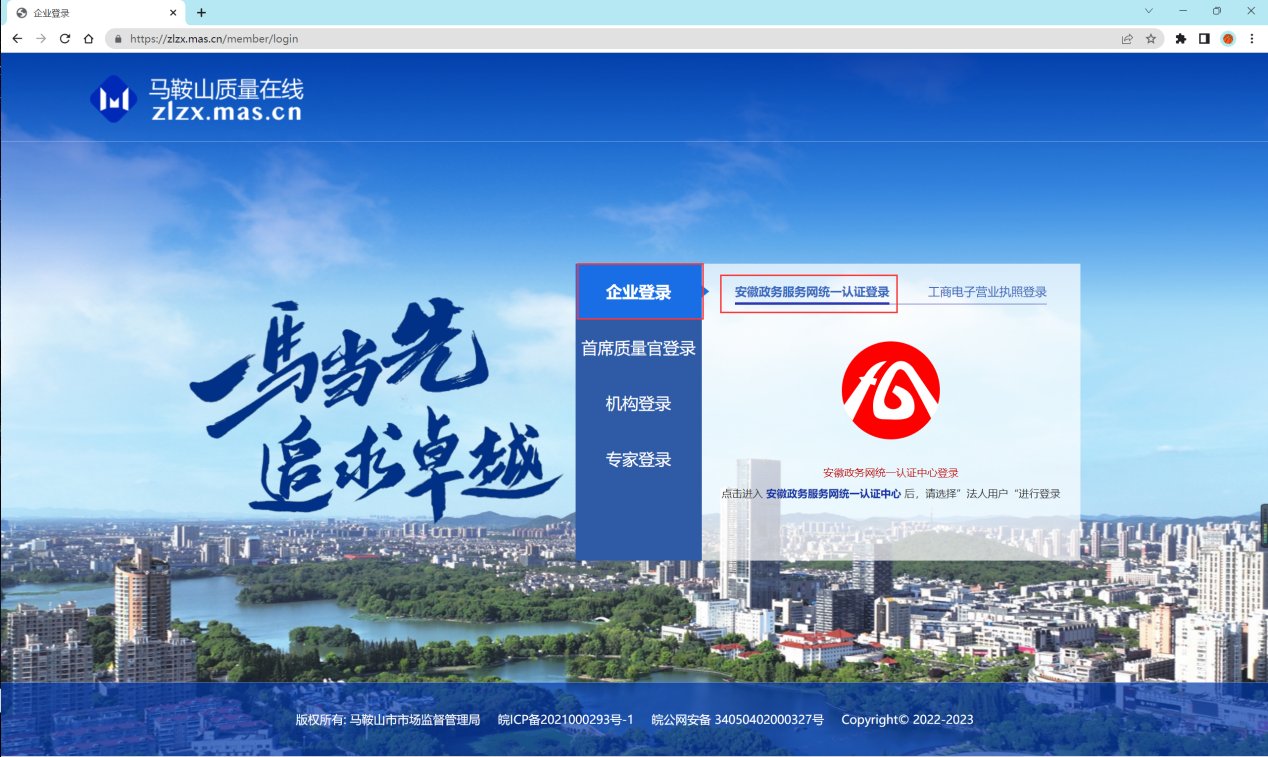 企业登录
https://zlzx.mas.cn/member/login
马鞍山质量在线
zlzx.mas.cn
馬当先
追求卓越
企业登录
首席质量官登录
机构登录
专家登录
安徽政务服务网统一认证登录 工商电子营业执照登录
安徽政务网统一认证中心登录
点击进入 安徽政务服务网统一认证中心 后，请选择”法人用户“进行登录
版权所有: 马鞍山市市场监督管理局 皖ICP备2021000293号-1 皖公网安备 34050402000327号 Copyright© 2022-2023